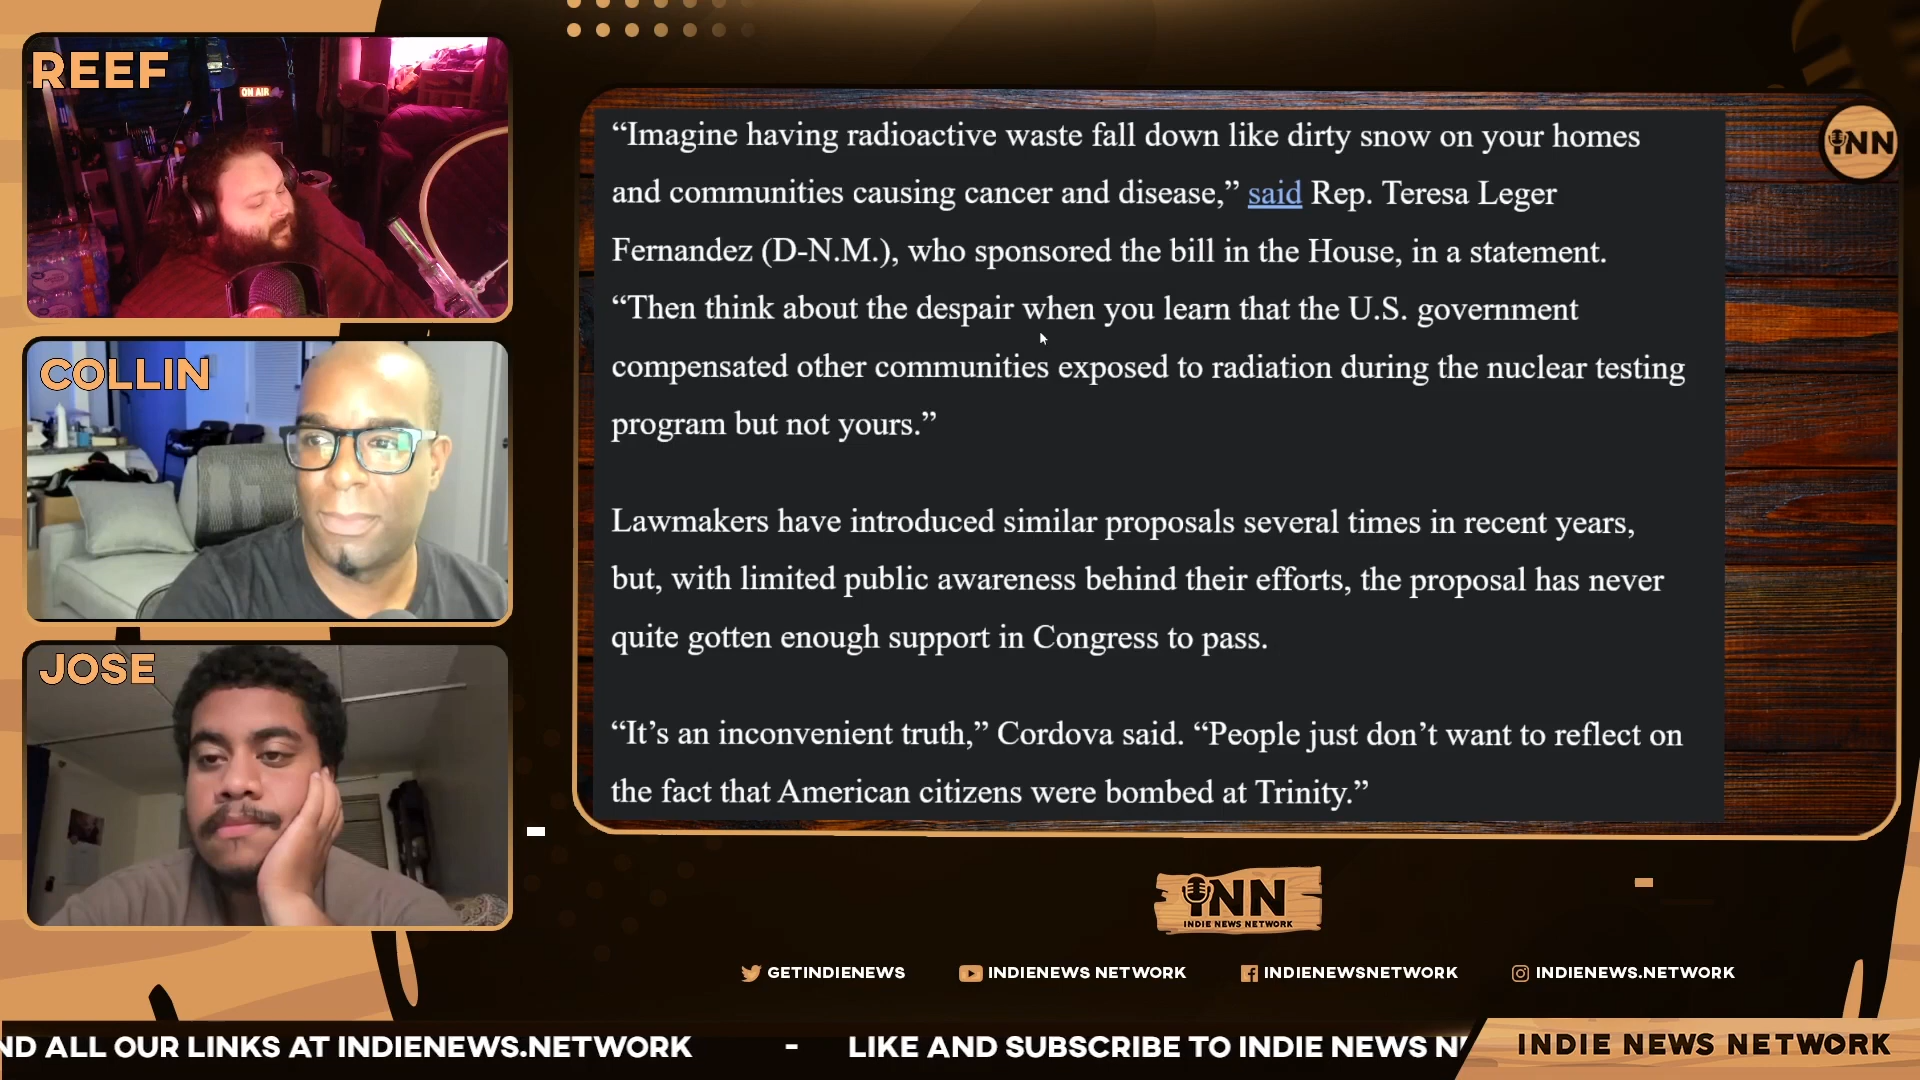 REEF
ON AIR
COLLIN
JOSE
“Imagine having radioactive waste fall down like dirty snow on your homes
and communities causing cancer and disease,” said Rep. Teresa Leger
Fernandez (D-N.M.), who sponsored the bill in the House, in a statement.
“Then think about the despair when you learn that the U.S. government
compensated other communities exposed to radiation during the nuclear testing
program but not yours.”
Lawmakers have introduced similar proposals several times in recent years,
but, with limited public awareness behind their efforts, the proposal has never
quite gotten enough support in Congress to pass.
“It’s an inconvenient truth,” Cordova said. “People just don’t want to reflect on
the fact that American citizens were bombed at Trinity.”
INN
INN
INDIE NEWS NETWORK
GETINDIENEWS
INDIENEWS NETWORK
INDIENEWSNETWORK
INDIENEWS.NETWORK
ND ALL OUR LINKS AT INDIENEWS.NETWORK - LIKE AND SUBSCRIBE TO INDIE NEWS
INDIE NEWS NETWORK